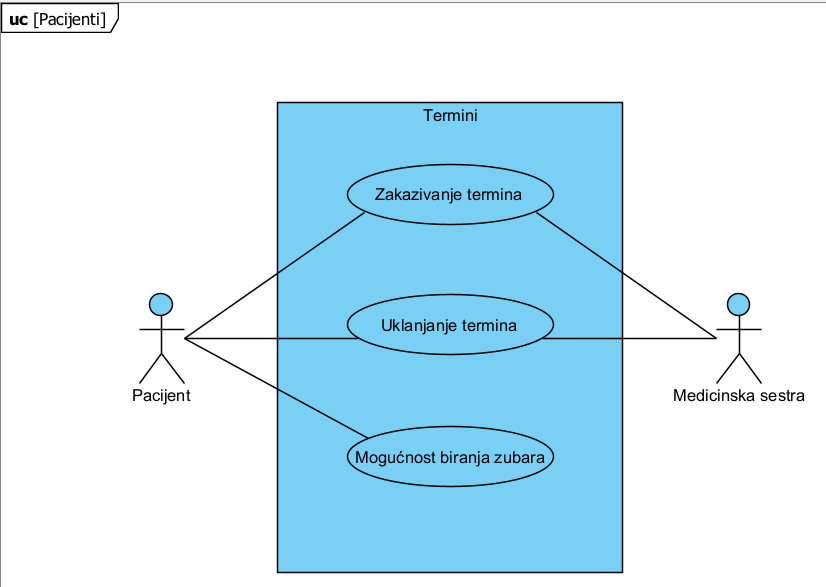 uc [Pacijenti]
Termini
Zakazivanje termina
Uklanjanje termina
Pacijent
Medicinska sestra
Mogućnost biranja zubara